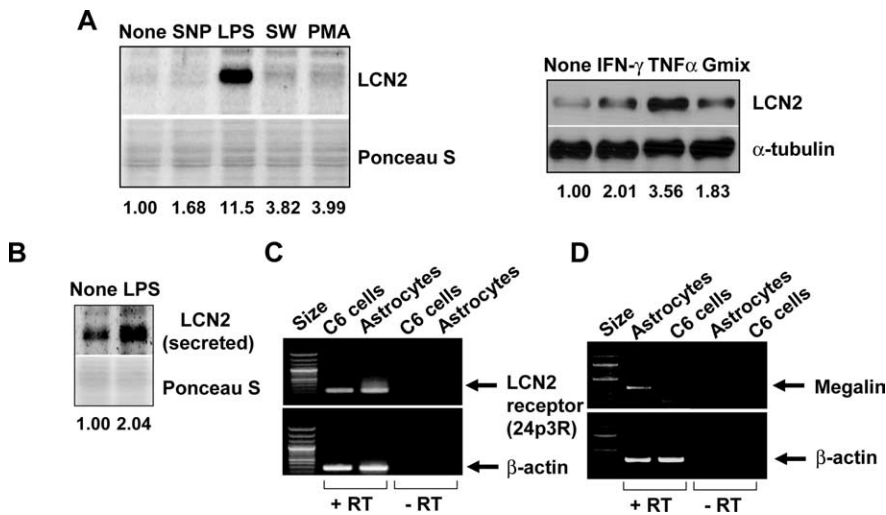 A
None SNP LPS SW PMA
LCN2
Ponceau S
1.00 1.68 11.5 3.82 3.99
None IFN-γ TNFα Gmix
LCN2
α-tubulin
1.00 2.01 3.56 1.83
B
None LPS
LCN2
(secreted)
Ponceau S
1.00 2.04
C
Size
C6 cells
Astrocytes
C6 cells
Astrocytes
LCN2
receptor
(24p3R)
β-actin
+ RT - RT
D
Size
Astrocytes
C6 cells
Astrocytes
C6 cells
Megalin
β-actin
+ RT - RT